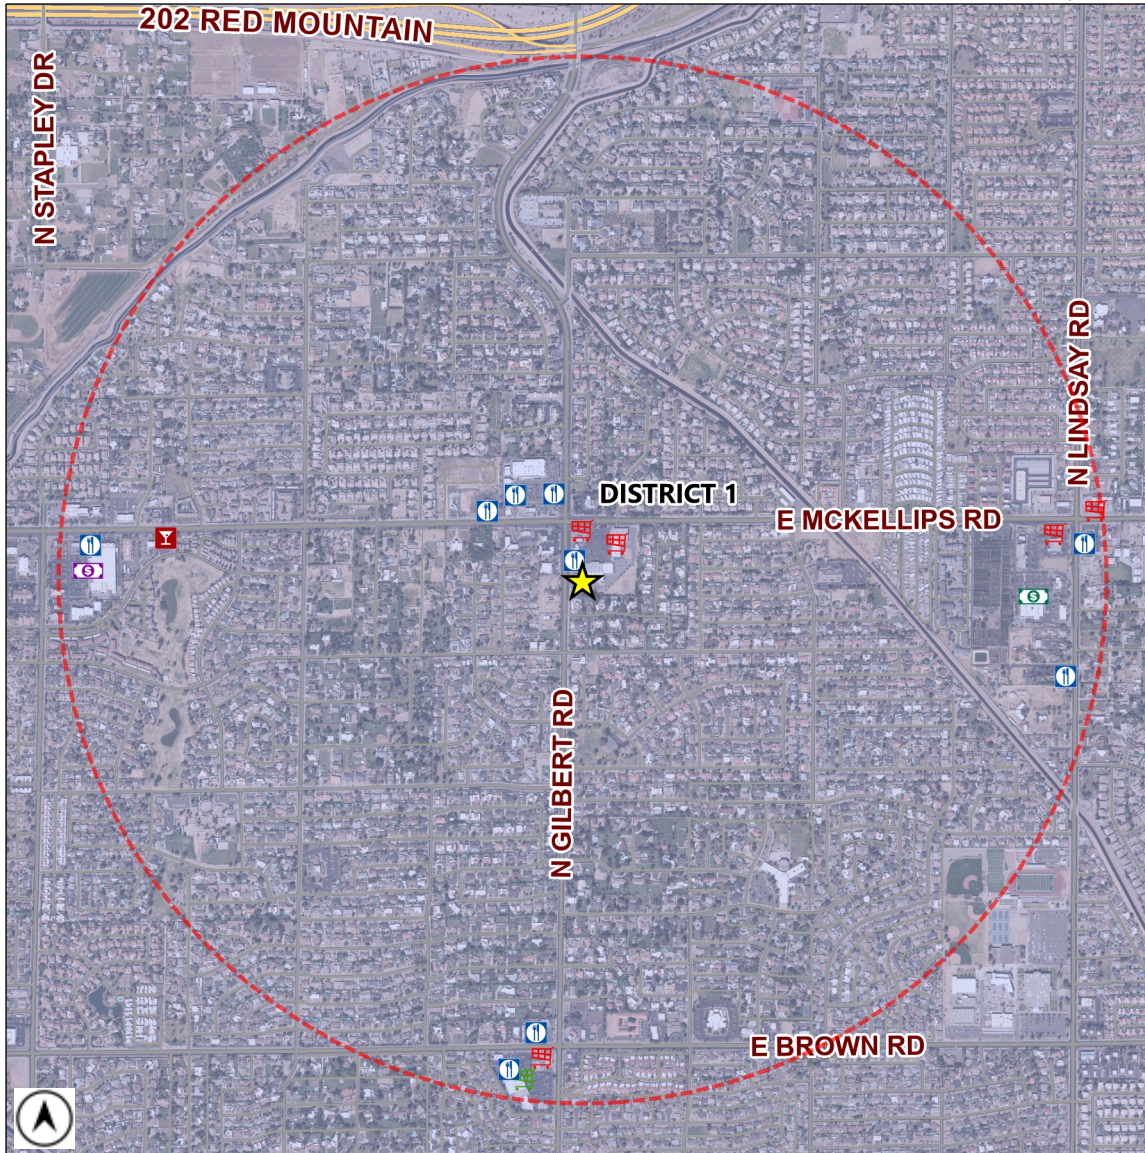 202 RED MOUNTAIN
N STAPLEY DR
N LINDSAY RD
DISTRICT 1
E MCKELLIPS RD
$
$
N GILBERT RD
E BROWN RD